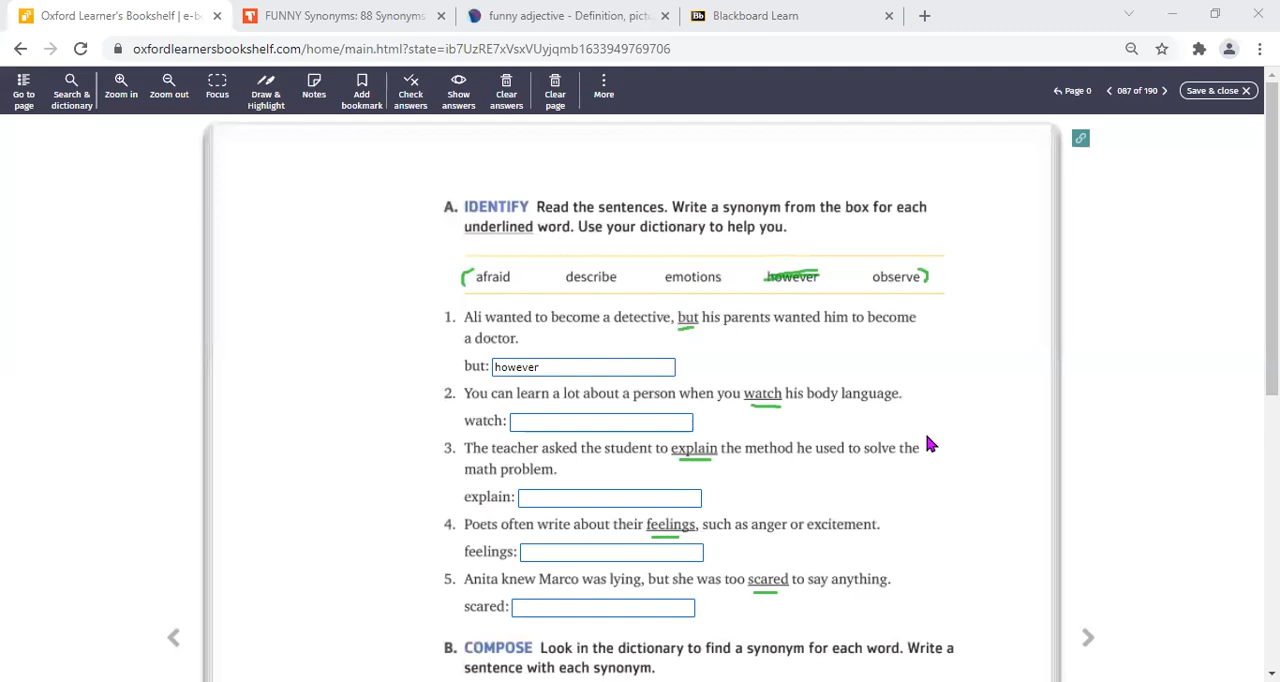 Oxford Learner's Bookshelf | e-b
FUNNY Synonyms: 88 Synonyms
funny adjective - Definition, pictu
Bb Blackboard Learn
oxfordlearnersbookshelf.com/home/main.html?state=ib7UzRE7xVsxVUyjqmb1633949769706
Go to page
Search & dictionary
Zoom in
Zoom out
Focus
Draw & Highlight
Notes
Add bookmark
Check answers
Show answers
Clear answers
Clear page
More
Page 0
087 of 190
Save & close
A. IDENTIFY Read the sentences. Write a synonym from the box for each
underlined word. Use your dictionary to help you.
afraid describe emotions however observe
1. Ali wanted to become a detective, but his parents wanted him to become
a doctor.
but: however
2. You can learn a lot about a person when you watch his body language.
watch:
3. The teacher asked the student to explain the method he used to solve the
math problem.
explain:
4. Poets often write about their feelings, such as anger or excitement.
feelings:
5. Anita knew Marco was lying, but she was too scared to say anything.
scared:
B. COMPOSE Look in the dictionary to find a synonym for each word. Write a
sentence with each synonym.